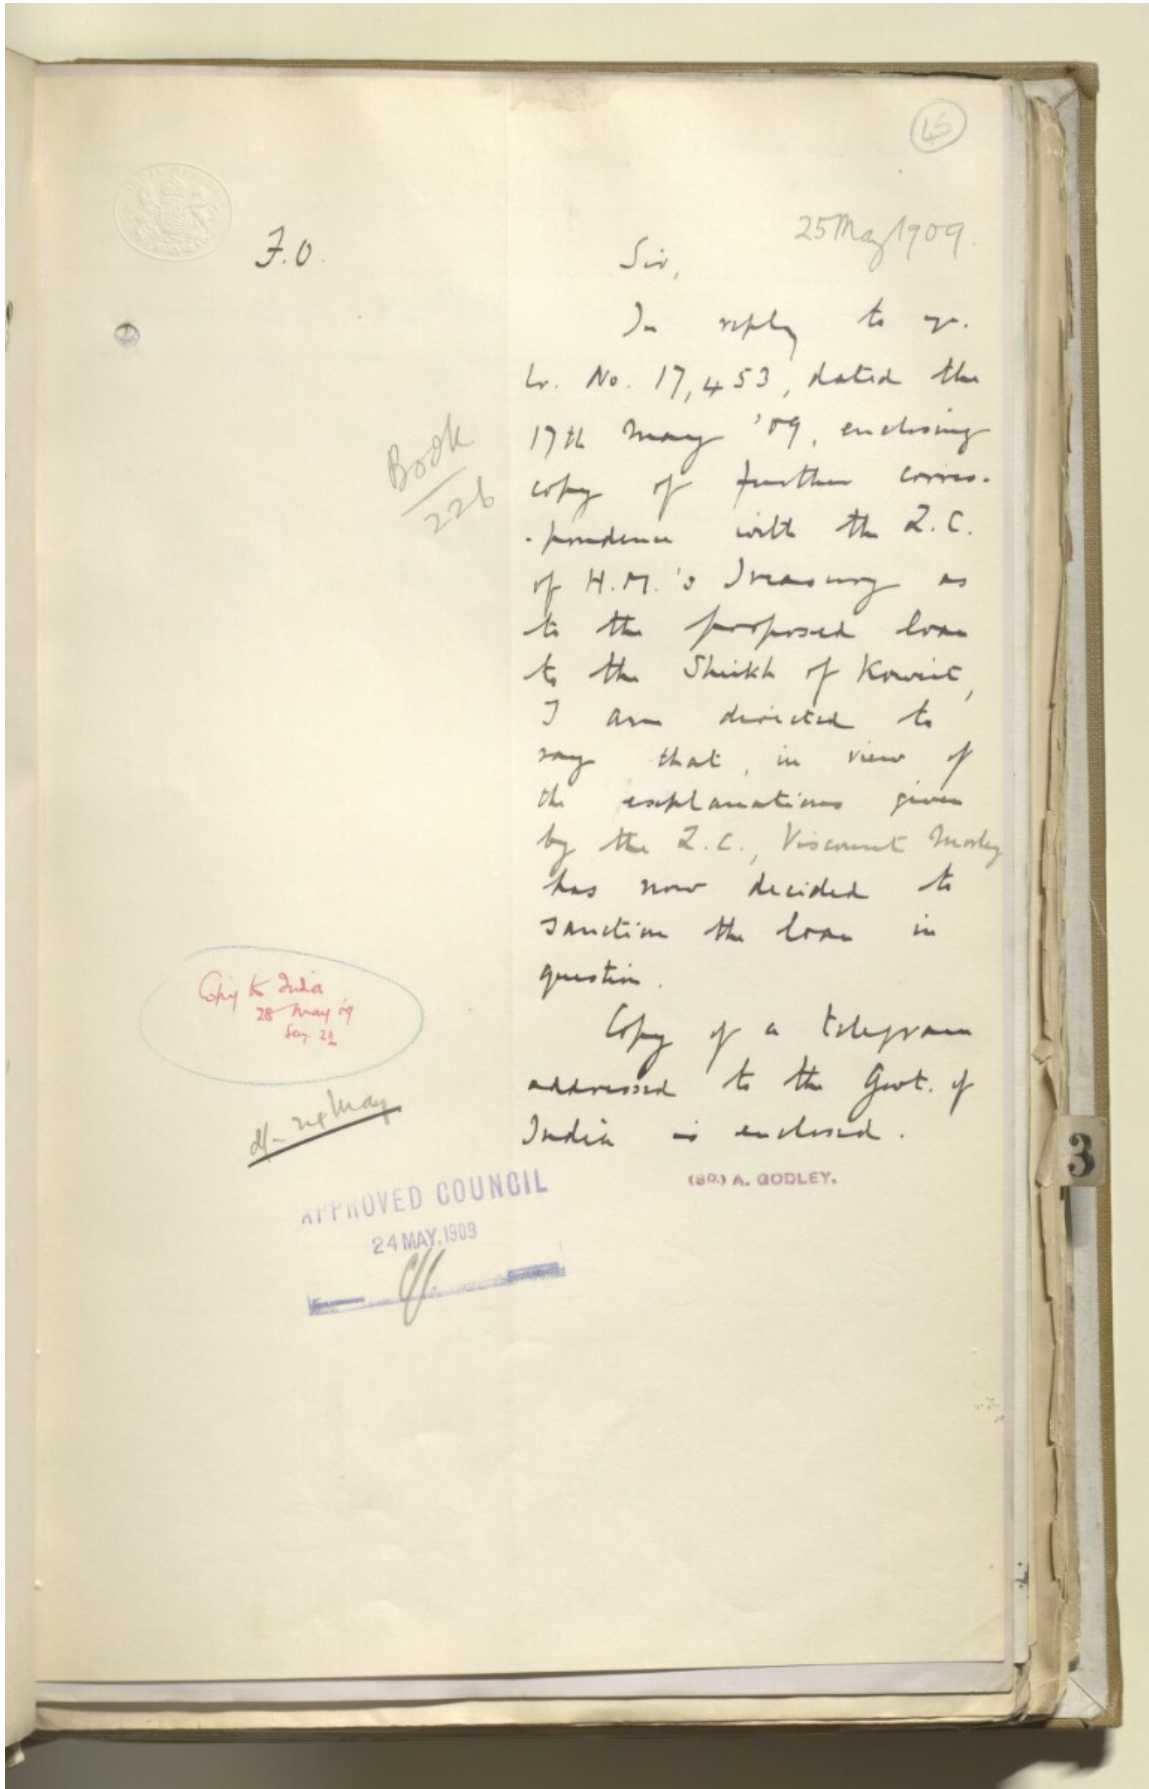 45
25 May 1909.
F.O.
Sir,
In reply to yr.
Lr. No. 17,453, dated the
17th May '09, enclosing
copy of further corres-
-pondence with the L.C.
of H.M.'s Treasury as
to the proposed loan
to the Sheikh of Koweit,
I am directed to
say that, in view of
the explanations given
by the L.C., Viscount Morley
has now decided to
sanction the loan in
question.
Copy of a telegram
addressed to the Govt. of
India is enclosed.
(SD.) A. GODLEY.
Book
226
Copy to India
28 May 09
Sey 21
May
APPROVED COUNCIL
24 MAY. 1909
3